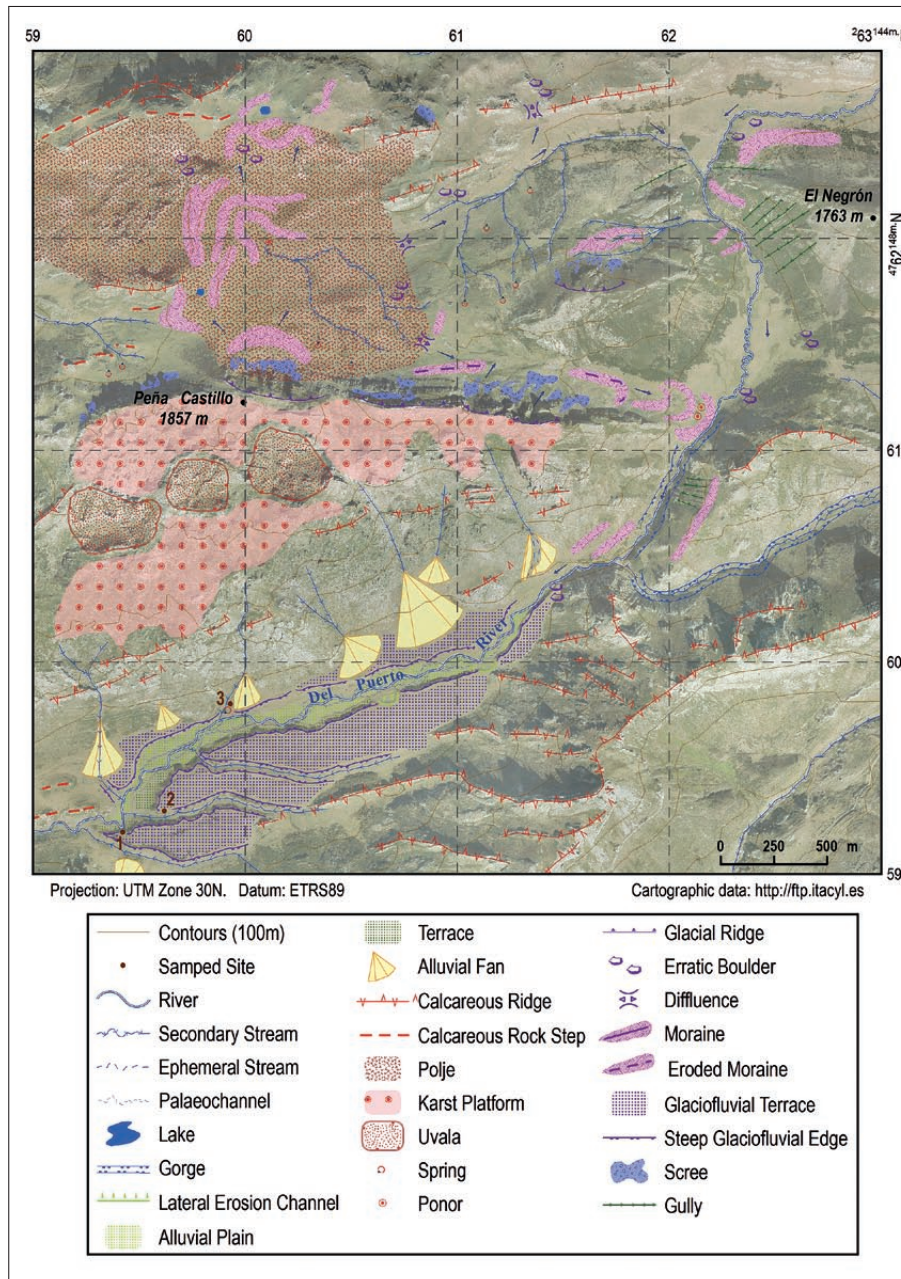 59 60 61 62 263144m.E
El Negrón
1763 m
4762148m.N
Peña Castillo
1857 m
61
60
59
Del Puerto River
3
2
1
0 250 500 m
Projection: UTM Zone 30N. Datum: ETRS89
Cartographic data: http://ftp.itacyl.es
Contours (100m)
Samped Site
River
Secondary Stream
Ephemeral Stream
Palaeochannel
Lake
Gorge
Lateral Erosion Channel
Alluvial Plain
Terrace
Alluvial Fan
Calcareous Ridge
Calcareous Rock Step
Polje
Karst Platform
Uvala
Spring
Ponor
Glacial Ridge
Erratic Boulder
Diffluence
Moraine
Eroded Moraine
Glaciofluvial Terrace
Steep Glaciofluvial Edge
Scree
Gully